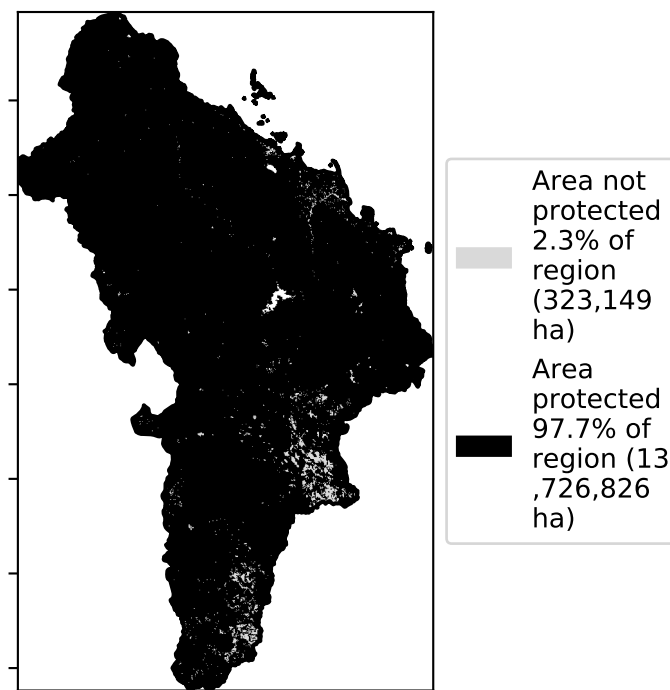 Area not
protected
2.3% of
region
(323,149
ha)
Area
protected
97.7% of
region (13
,726,826
ha)